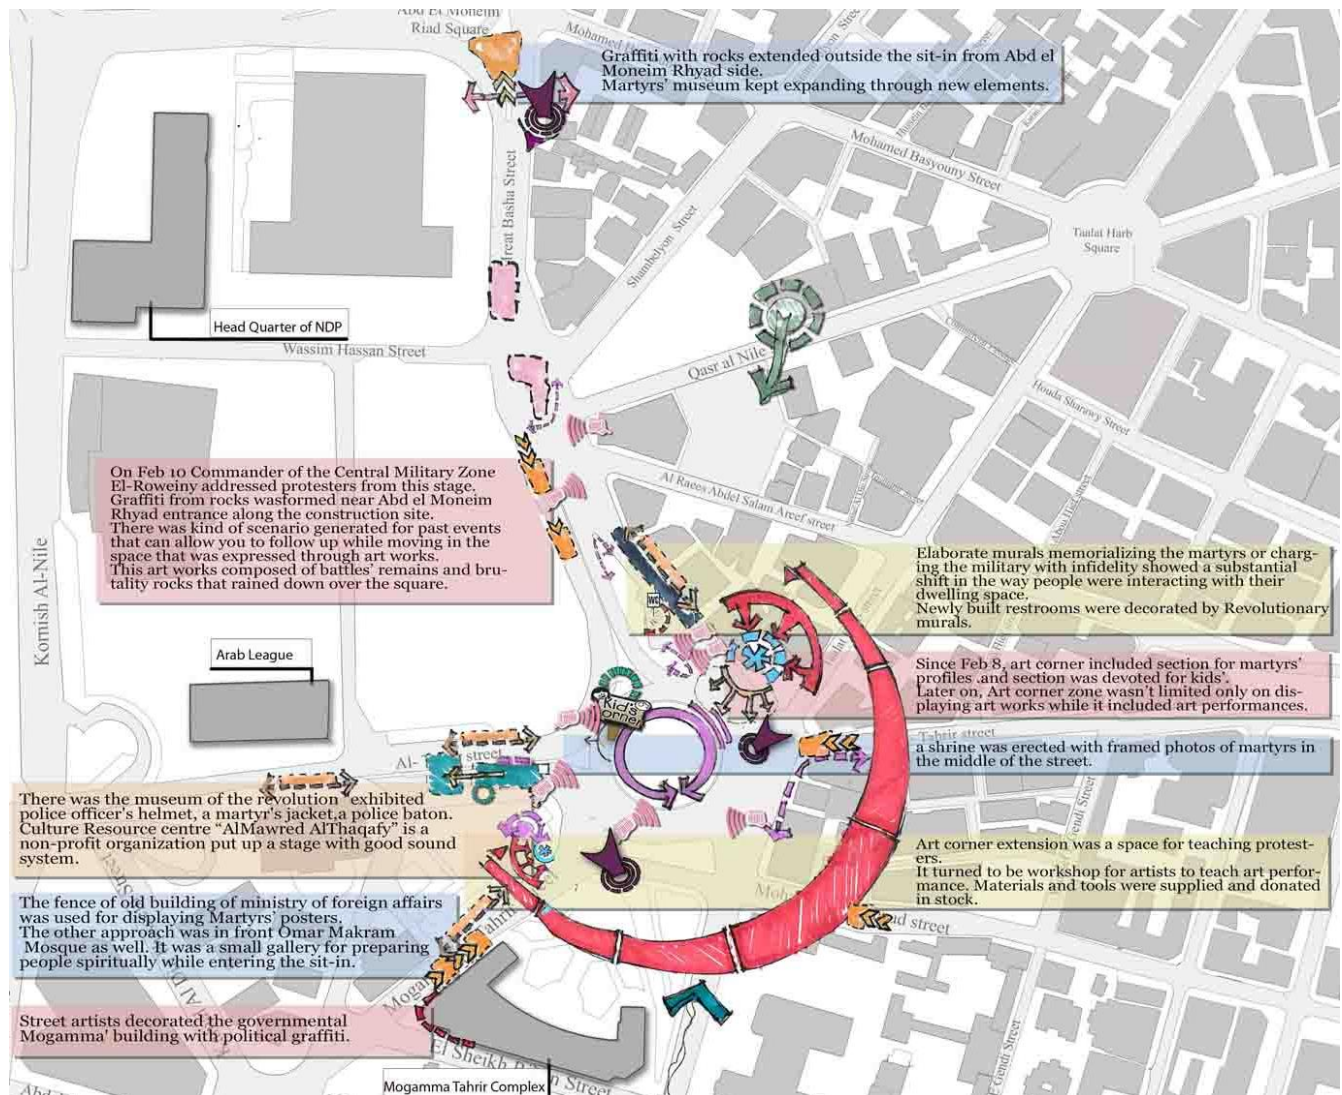 Abd El Moneim
Riad Square
Graffiti with rocks extended outside the sit-in from Abd el
Moneim Rhyad side.
Martyrs' museum kept expanding through new elements.
Mohamed Basyouny Street
Taalat Harb
Square
Shambelyon Street
Head Quarter of NDP
Wassim Hassan Street
Qasr al Nile
Houda Sharawy Street
Al Raees Abdel Salam Areef street
On Feb 10 Commander of the Central Military Zone
El-Roweiny addressed protesters from this stage.
Graffiti from rocks wasformed near Abd el Moneim
Rhyad entrance along the construction site.
There was kind of scenario generated for past events
that can allow you to follow up while moving in the
space that was expressed through art works.
This art works composed of battles' remains and bru-
tality rocks that rained down over the square.
Kornish Al-Nile
Elaborate murals memorializing the martyrs or charg-
ing the military with infidelity showed a substantial
shift in the way people were interacting with their
dwelling space.
Newly built restrooms were decorated by Revolutionary
murals.
WC
Arab League
Since Feb 8, art corner included section for martyrs'
profiles .and section was devoted for kids'.
Later on, Art corner zone wasn't limited only on dis-
playing art works while it included art performances.
Kid's
corner
Tahrir street
a shrine was erected with framed photos of martyrs in
the middle of the street.
Al-
street
There was the museum of the revolution exhibited
police officer's helmet, a martyr's jacket,a police baton.
Culture Resource centre "AlMawred AlThaqafy" is a
non-profit organization put up a stage with good sound
system.
Art corner extension was a space for teaching protest-
ers.
It turned to be workshop for artists to teach art perfor-
mance. Materials and tools were supplied and donated
in stock.
The fence of old building of ministry of foreign affairs
was used for displaying Martyrs' posters.
The other approach was in front Omar Makram
Mosque as well. It was a small gallery for preparing
people spiritually while entering the sit-in.
Street artists decorated the governmental
Mogamma' building with political graffiti.
El Sheikh
Street
Mogamma Tahrir Complex
E Gendi Street